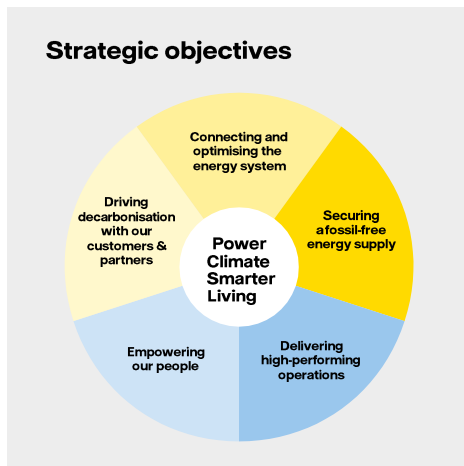 Strategic objectives
Connecting and
optimising the
energy system
Driving
decarbonisation
with our
customers &
partners
Securing
a fossil-free
energy supply
Power
Climate
Smarter
Living
Empowering
our people
Delivering
high-performing
operations